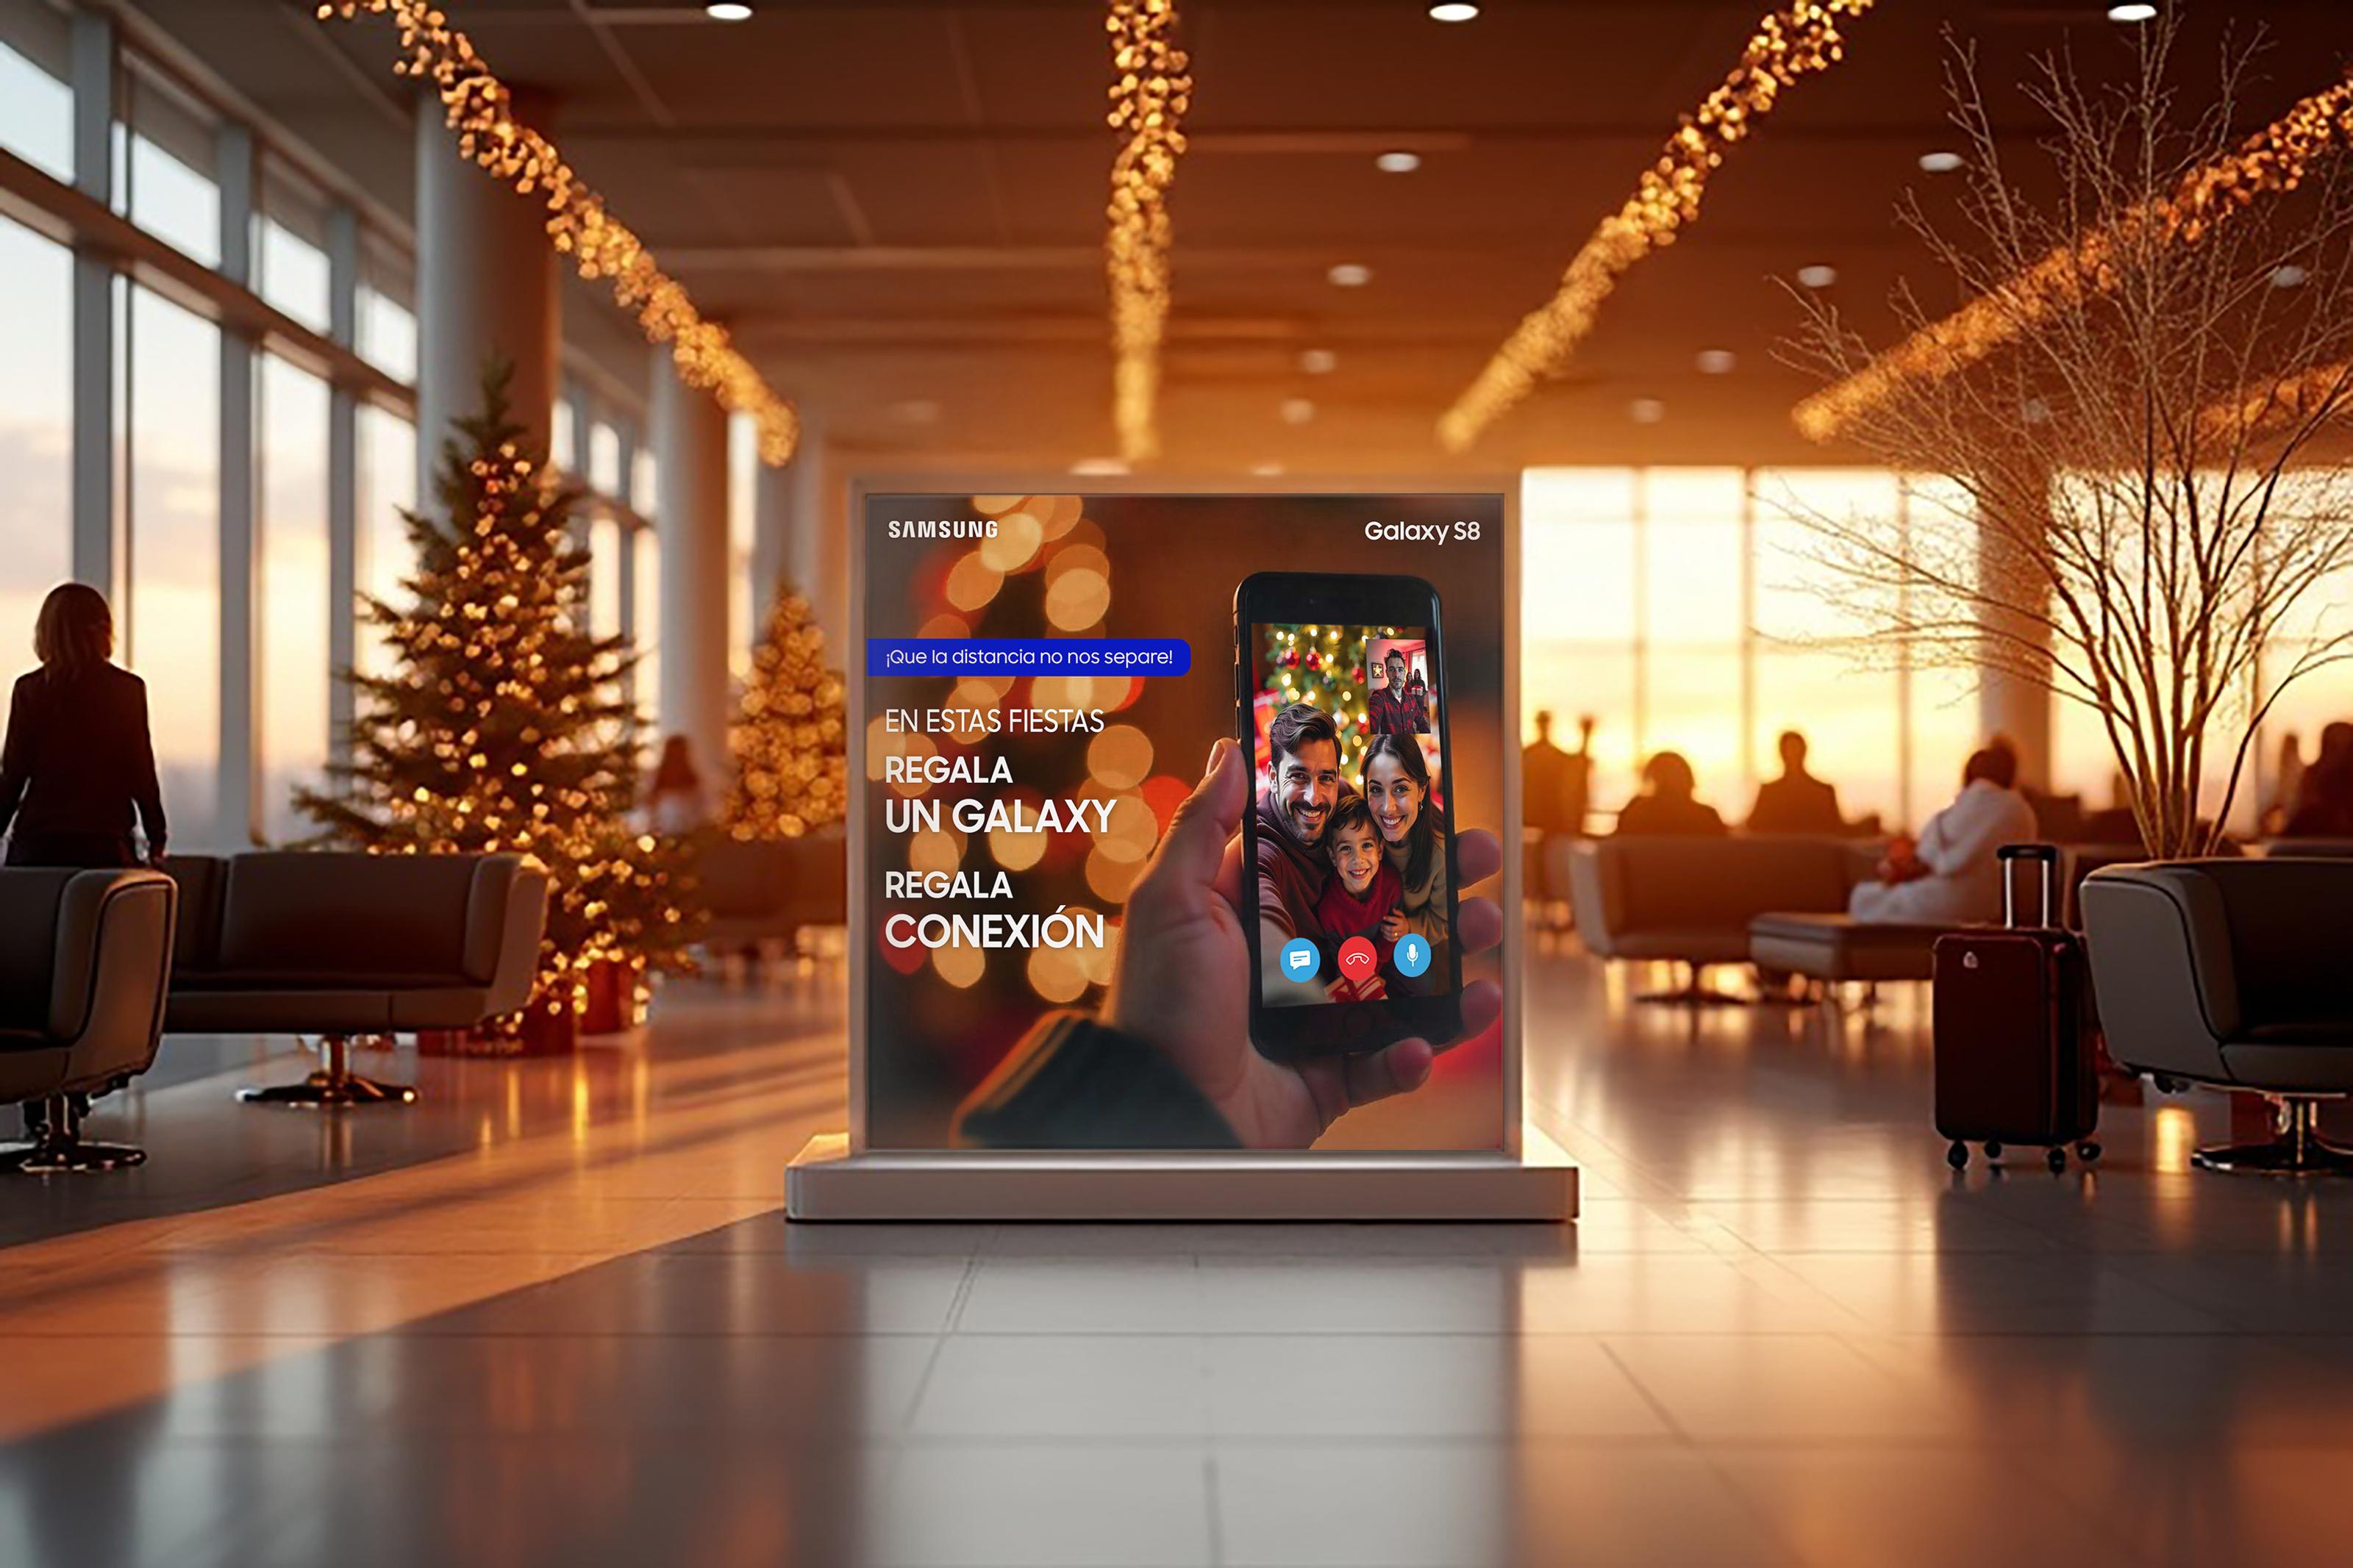 SAMSUNG
Galaxy S8
¡Que la distancia no nos separe!
EN ESTAS FIESTAS
REGALA
UN GALAXY
REGALA
CONEXIÓN